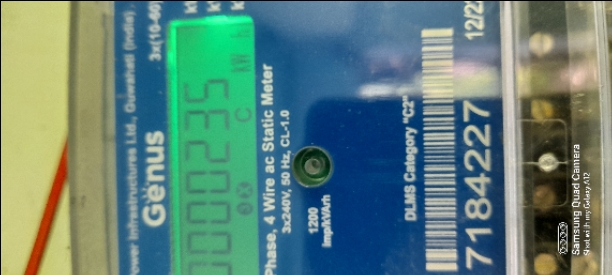 Power Infrastructures Ltd., Guwahati (India)
Genus
3x(10-60)
0000235
C
kW h
Phase, 4 Wire ac Static Meter
3x240V, 50 Hz, CL-1.0
1200
Imp/kVArh
DLMS Category "C2"
7184227
12/22
Samsung Quad Camera
Shot with my Galaxy A12